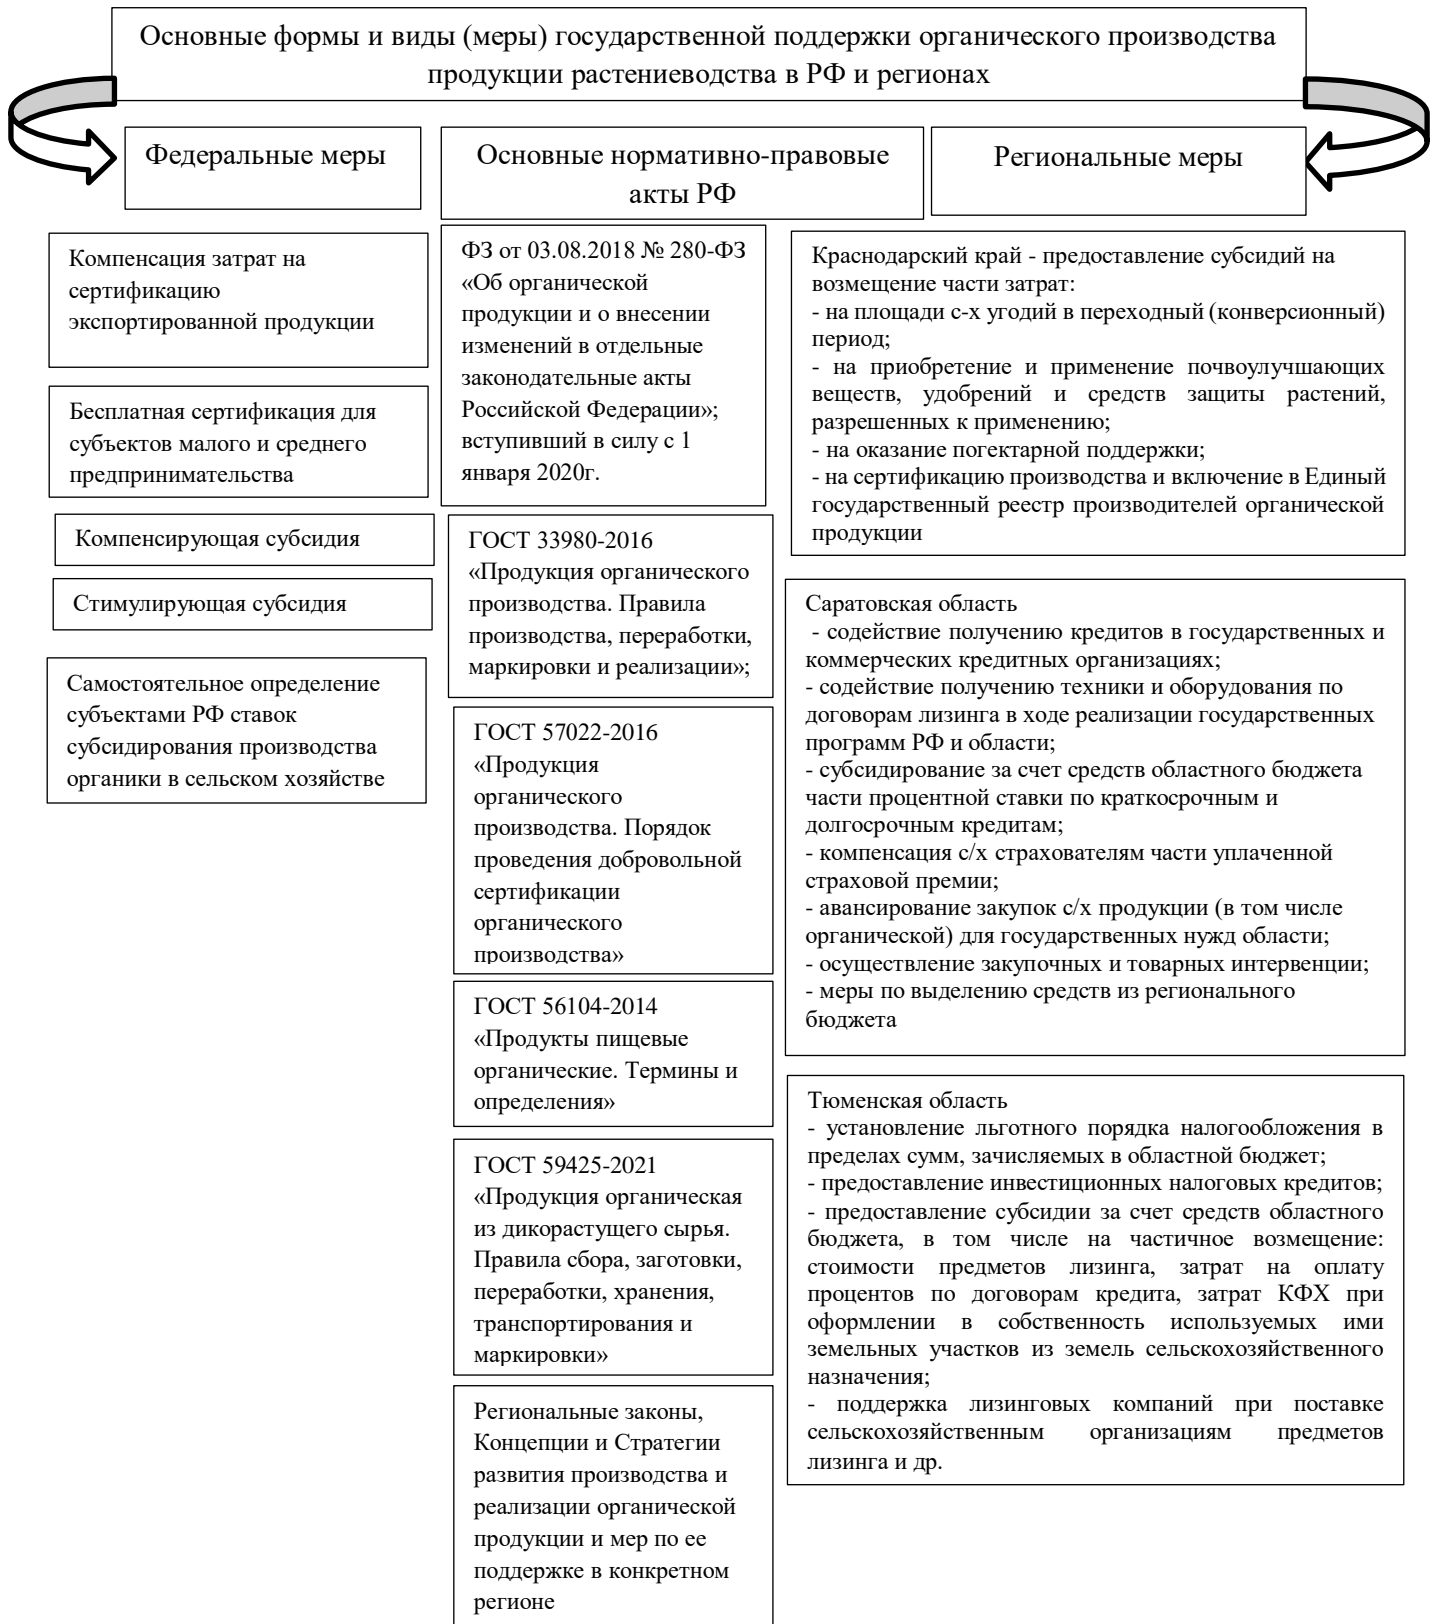 Основные формы и виды (меры) государственной поддержки органического производства
продукции растениеводства в РФ и регионах
Федеральные меры
Основные нормативно-правовые
акты РФ
Региональные меры
Компенсация затрат на
сертификацию
экспортированной продукции
Бесплатная сертификация для
субъектов малого и среднего
предпринимательства
Компенсирующая субсидия
Стимулирующая субсидия
Самостоятельное определение
субъектами РФ ставок
субсидирования производства
органики в сельском хозяйстве
ФЗ от 03.08.2018 № 280-ФЗ
«Об органической
продукции и о внесении
изменений в отдельные
законодательные акты
Российской Федерации»;
вступивший в силу с 1
января 2020г.
ГОСТ 33980-2016
«Продукция органического
производства. Правила
производства, переработки,
маркировки и реализации»;
ГОСТ 57022-2016
«Продукция
органического
производства. Порядок
проведения добровольной
сертификации
органического
производства»
ГОСТ 56104-2014
«Продукты пищевые
органические. Термины и
определения»
ГОСТ 59425-2021
«Продукция органическая
из дикорастущего сырья.
Правила сбора, заготовки,
переработки, хранения,
транспортирования и
маркировки»
Региональные законы,
Концепции и Стратегии
развития производства и
реализации органической
продукции и мер по ее
поддержке в конкретном
регионе
Краснодарский край - предоставление субсидий на
возмещение части затрат:
- на площади с-х угодий в переходный (конверсионный)
период;
- на приобретение и применение почвоулучшающих
веществ, удобрений и средств защиты растений,
разрешенных к применению;
- на оказание погектарной поддержки;
- на сертификацию производства и включение в Единый
государственный реестр производителей органической
продукции
Саратовская область
- содействие получению кредитов в государственных и
коммерческих кредитных организациях;
- содействие получению техники и оборудования по
договорам лизинга в ходе реализации государственных
программ РФ и области;
- субсидирование за счет средств областного бюджета
части процентной ставки по краткосрочным и
долгосрочным кредитам;
- компенсация с/х страхователям части уплаченной
страховой премии;
- авансирование закупок с/х продукции (в том числе
органической) для государственных нужд области;
- осуществление закупочных и товарных интервенции;
- меры по выделению средств из регионального
бюджета
Тюменская область
- установление льготного порядка налогообложения в
пределах сумм, зачисляемых в областной бюджет;
- предоставление инвестиционных налоговых кредитов;
- предоставление субсидии за счет средств областного
бюджета, в том числе на частичное возмещение:
стоимости предметов лизинга, затрат на оплату
процентов по договорам кредита, затрат КФХ при
оформлении в собственность используемых ими
земельных участков из земель сельскохозяйственного
назначения;
- поддержка лизинговых компаний при поставке
сельскохозяйственным организациям предметов
лизинга и др.